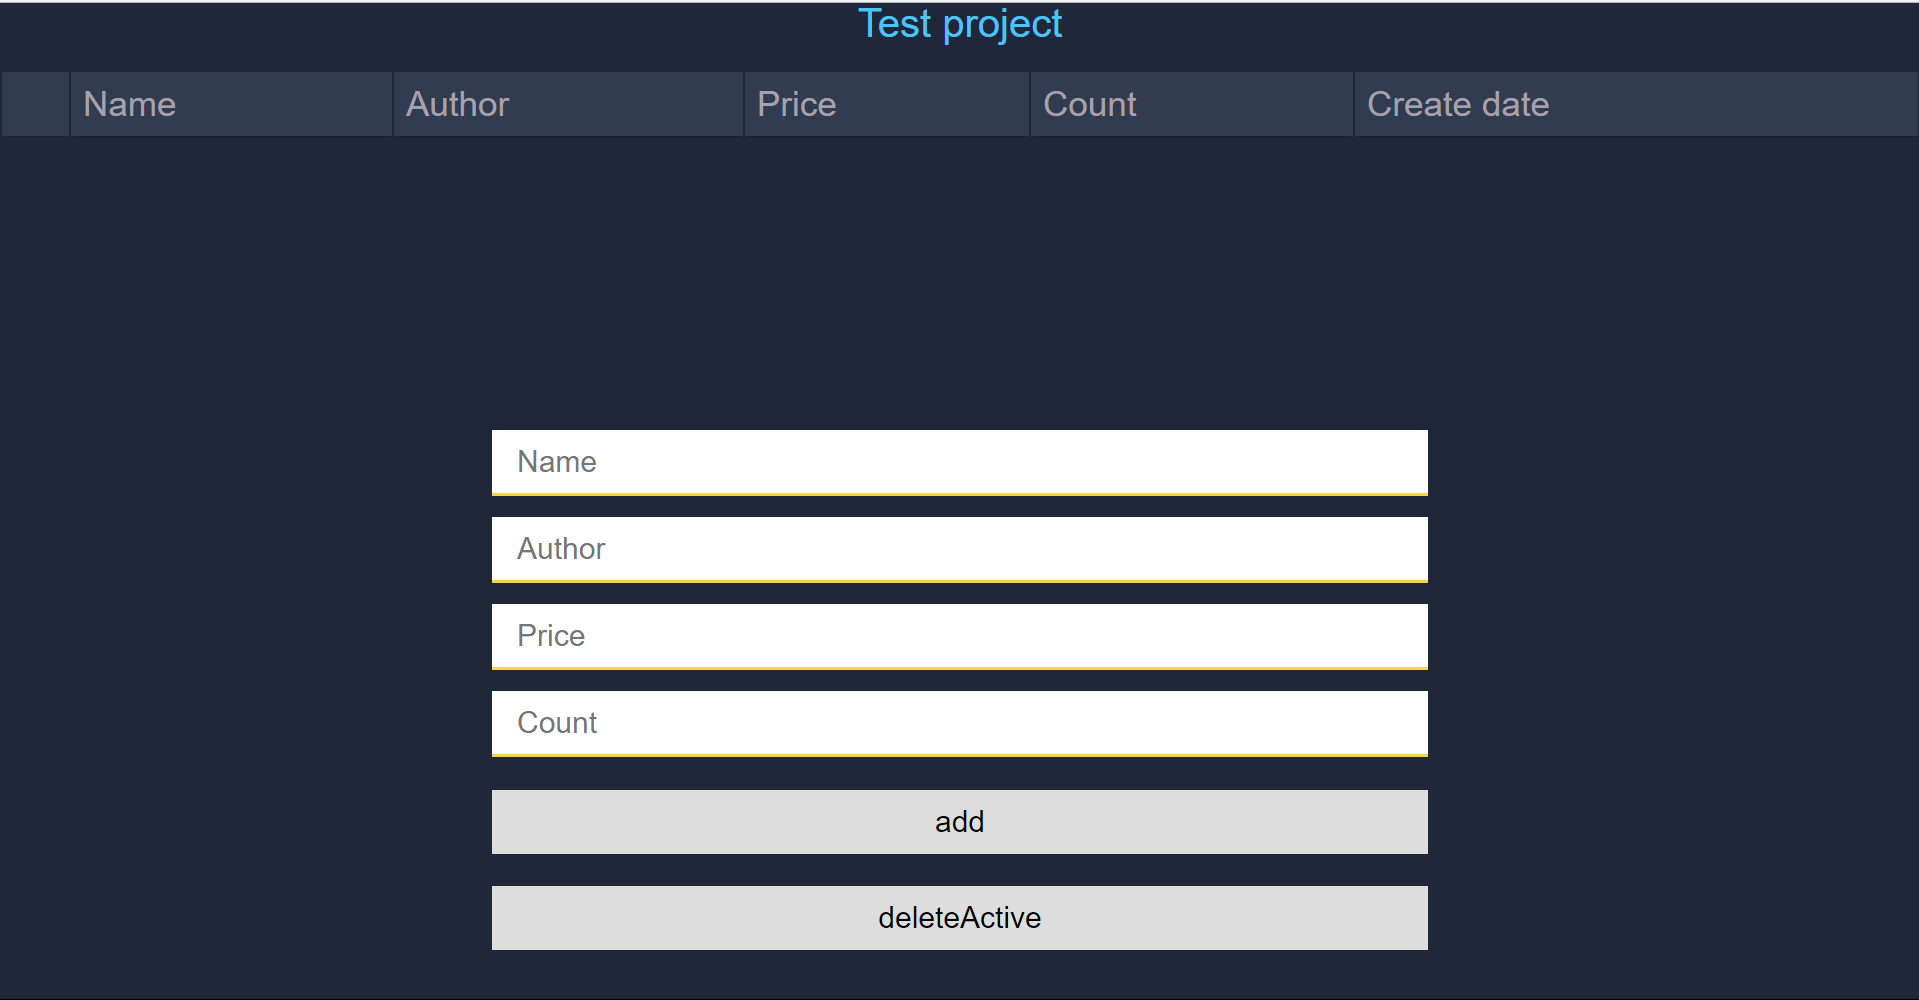 Test project
Name Author Price Count Create date
Name
Author
Price
Count
add
deleteActive